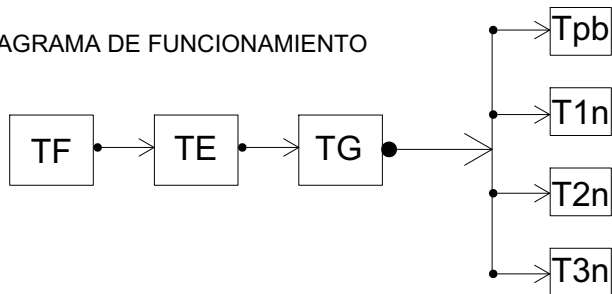 AGRAMA DE FUNCIONAMIENTO
Tpb
T1n
TF
TE
TG
T2n
T3n